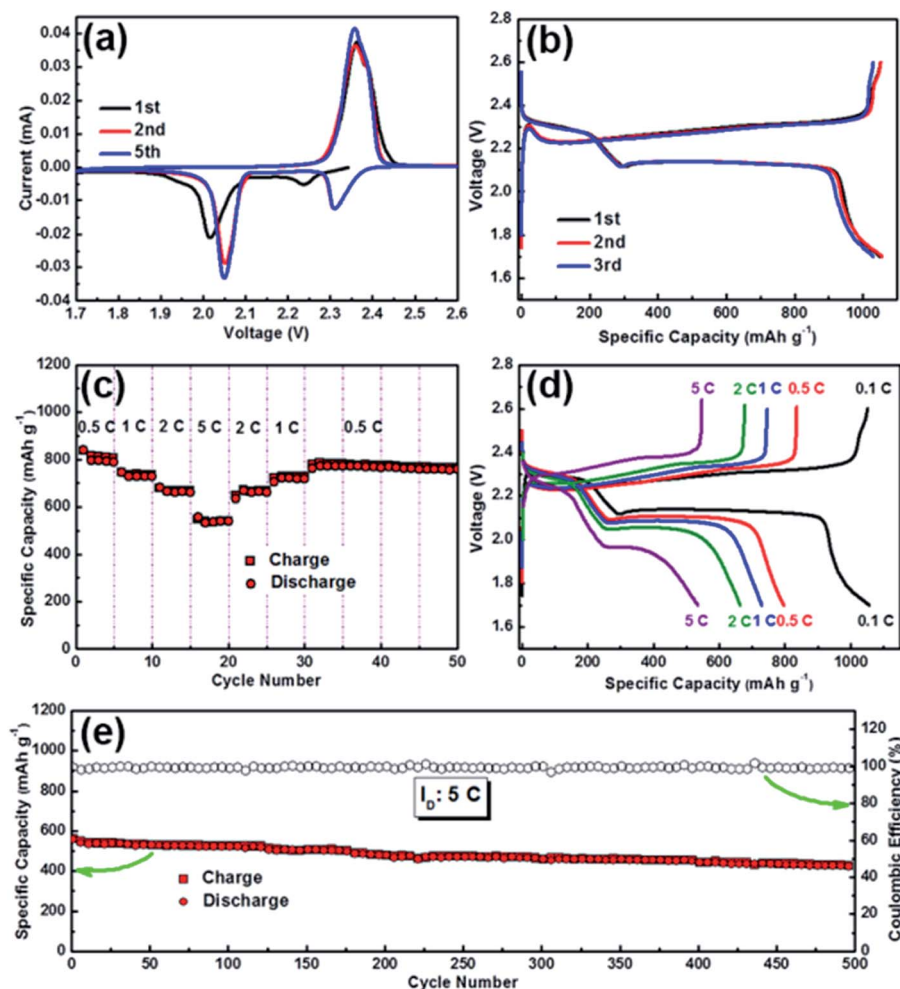 (a)
0.04
0.03
0.02
0.01
0.00
-0.01
-0.02
-0.03
-0.04
Current (mA)
1st
2nd
5th
1.7 1.8 1.9 2.0 2.1 2.2 2.3 2.4 2.5 2.6
Voltage (V)
(b)
2.8
2.6
2.4
2.2
2.0
1.8
1.6
Voltage (V)
1st
2nd
3rd
0 200 400 600 800 1000
Specific Capacity (mAh g-1)
(c)
1200
1000
800
600
400
200
0
Specific Capacity (mAh g-1)
0.5 C 1 C 2 C 5 C 2 C 1 C 0.5 C
Charge
Discharge
0 10 20 30 40 50
Cycle Number
(d)
2.8
2.6
2.4
2.2
2.0
1.8
1.6
Voltage (V)
5 C 2 C 1 C 0.5 C 0.1 C
5 C 2 C 1 C 0.5 C 0.1 C
0 200 400 600 800 1000
Specific Capacity (mAh g-1)
(e)
1200
1000
800
600
400
200
0
Specific Capacity (mAh g-1)
ID: 5 C
Charge
Discharge
120
100
80
60
40
20
0
Coulombic Efficiency (%)
0 50 100 150 200 250 300 350 400 450 500
Cycle Number